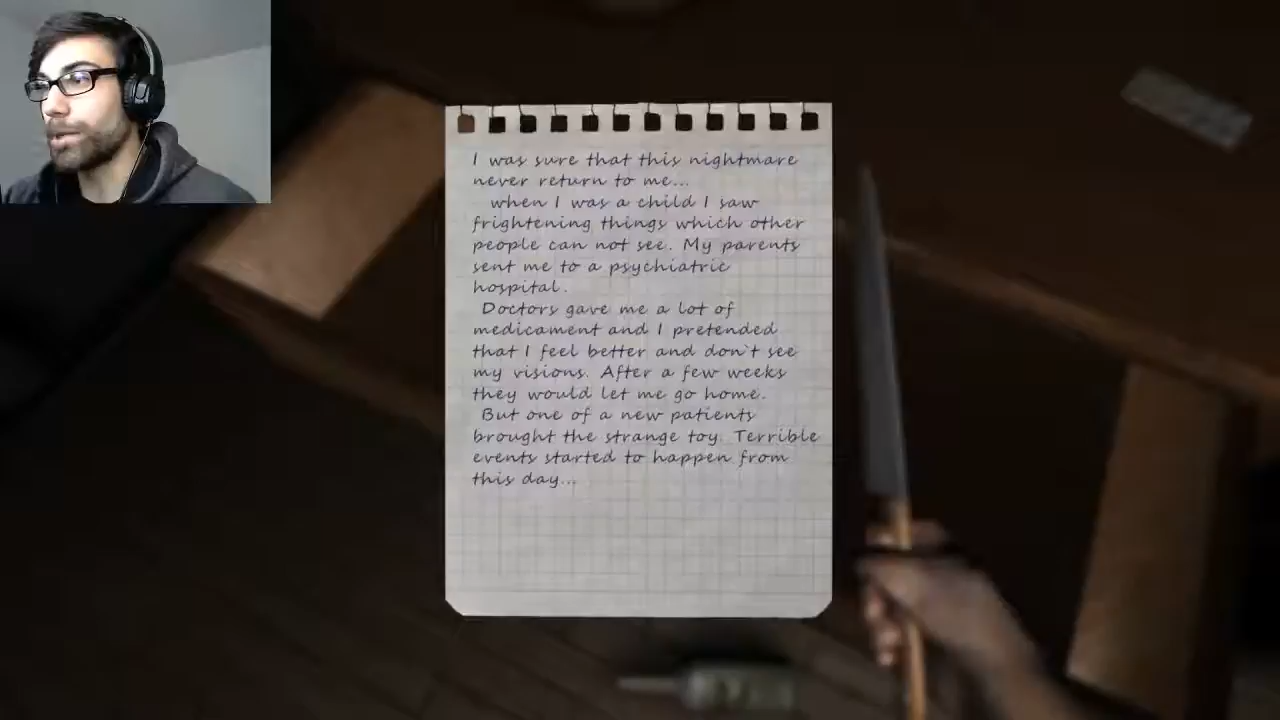 I was sure that this nightmare
never return to me...
when I was a child I saw
frightening things which other
people can not see. My parents
sent me to a psychiatric
hospital.
Doctors gave me a lot of
medicament and I pretended
that I feel better and don`t see
my visions. After a few weeks
they would let me go home.
But one of a new patients
brought the strange toy. Terrible
events started to happen from
this day...